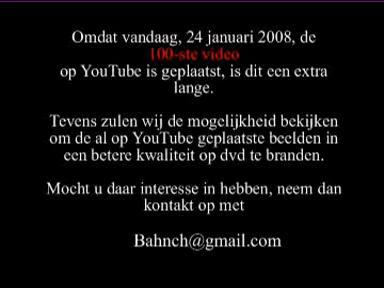 Omdat vandaag, 24 januari 2008, de
100-ste video
op YouTube is geplaatst, is dit een extra
lange.
Tevens zulen wij de mogelijkheid bekijken
om de al op YouTube geplaatste beelden in
een betere kwaliteit op dvd te branden.
Mocht u daar interesse in hebben, neem dan
kontakt op met
Bahnch@gmail.com